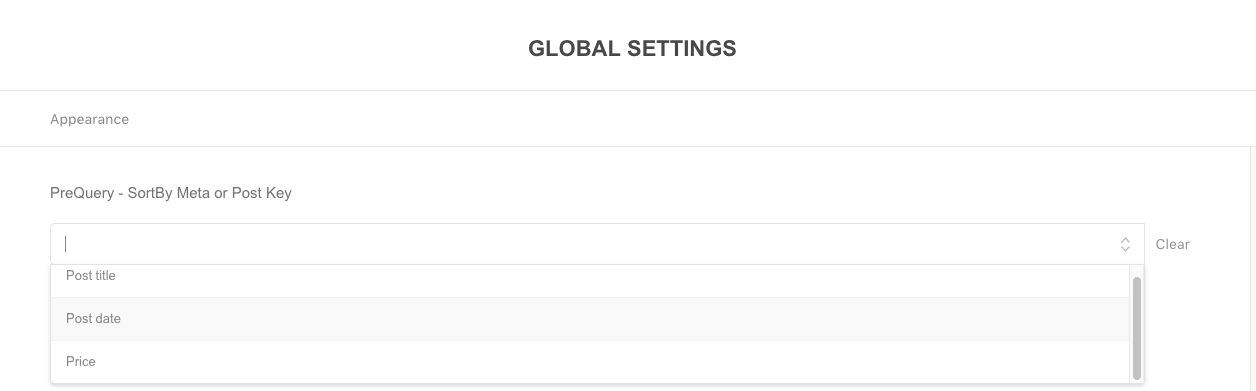 GLOBAL SETTINGS
Appearance
PreQuery - SortBy Meta or Post Key
Clear
Post title
Post date
Price